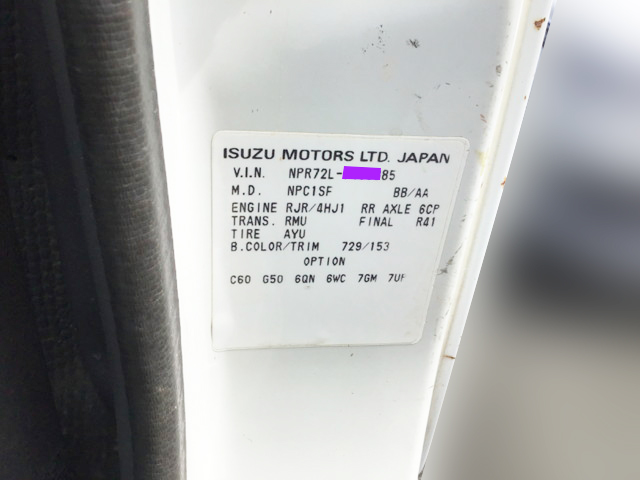 ISUZU MOTORS LTD. JAPAN
V.I.N. NPR72L- 85
M.D. NPC1SF BB/AA
ENGINE RJR/4HJ1 RR AXLE 6CP
TRANS. RMU FINAL R41
TIRE AYU
B.COLOR/TRIM 729/153
OPTION
C60 G50 6QN 6WC 7GM 7UF